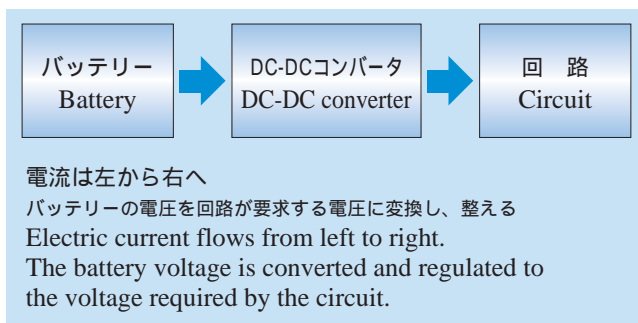 バッテリー
Battery
DC-DCコンバータ
DC-DC converter
回 路
Circuit
電流は左から右へ
バッテリーの電圧を回路が要求する電圧に変換し、整える
Electric current flows from left to right.
The battery voltage is converted and regulated to
the voltage required by the circuit.